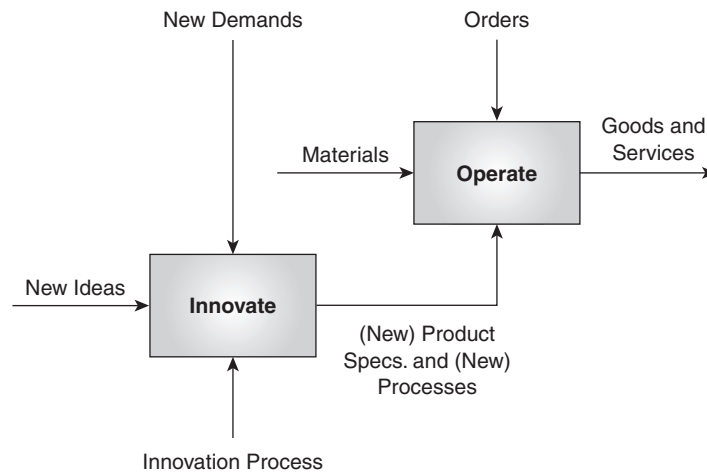 New Demands
Orders
Goods and
Services
Materials
Operate
New Ideas
Innovate
(New) Product
Specs. and (New)
Processes
Innovation Process